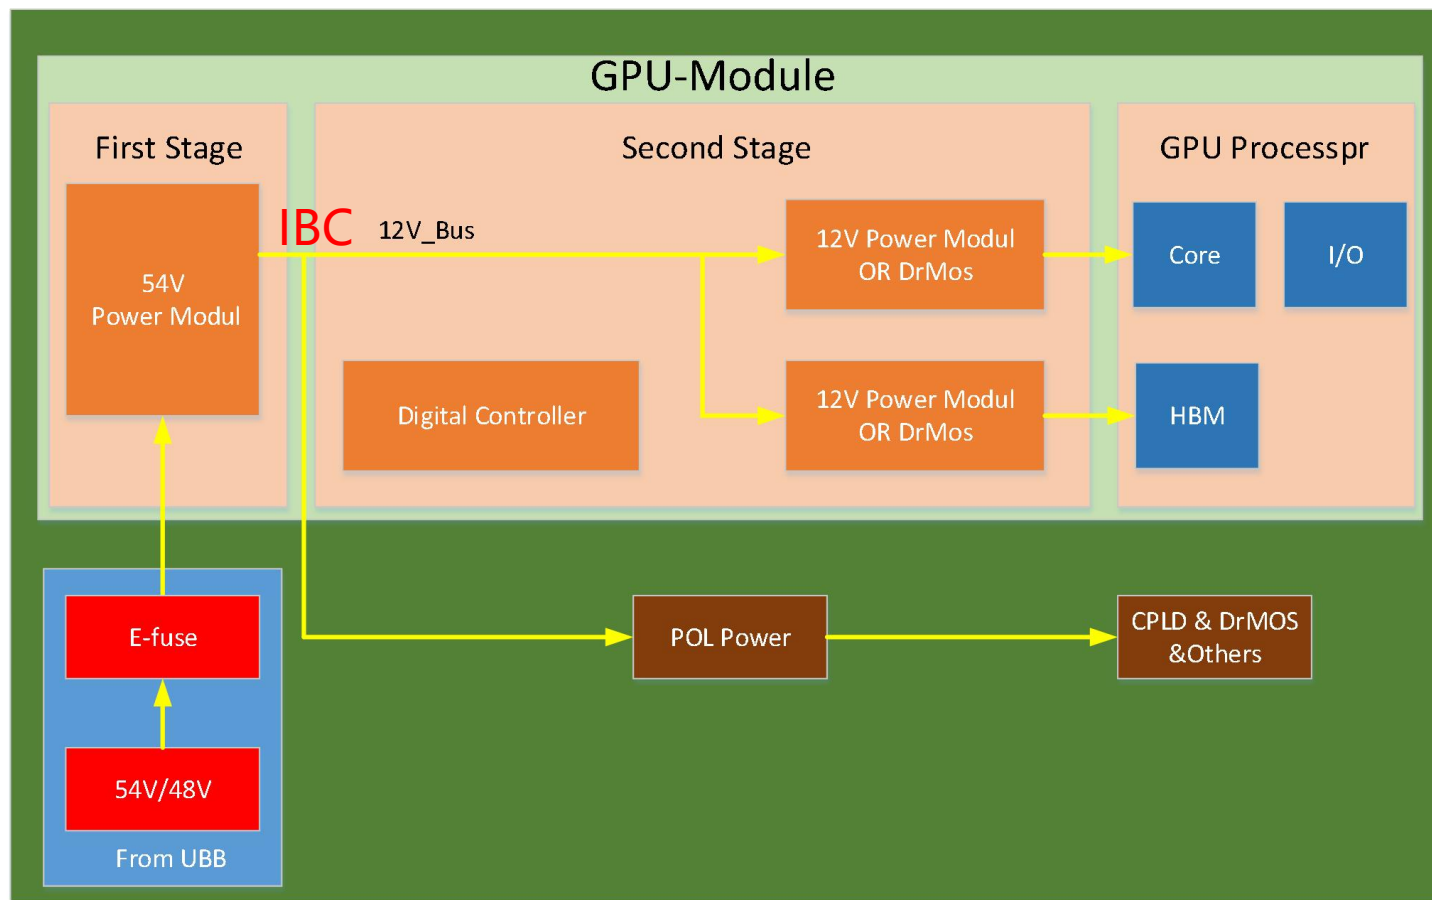 GPU-Module
First Stage
Second Stage
GPU Processpr
54V
Power Modul
IBC
12V_Bus
12V Power Modul
OR DrMos
Core
I/O
Digital Controller
12V Power Modul
OR DrMos
HBM
E-fuse
POL Power
CPLD & DrMOS
&Others
54V/48V
From UBB